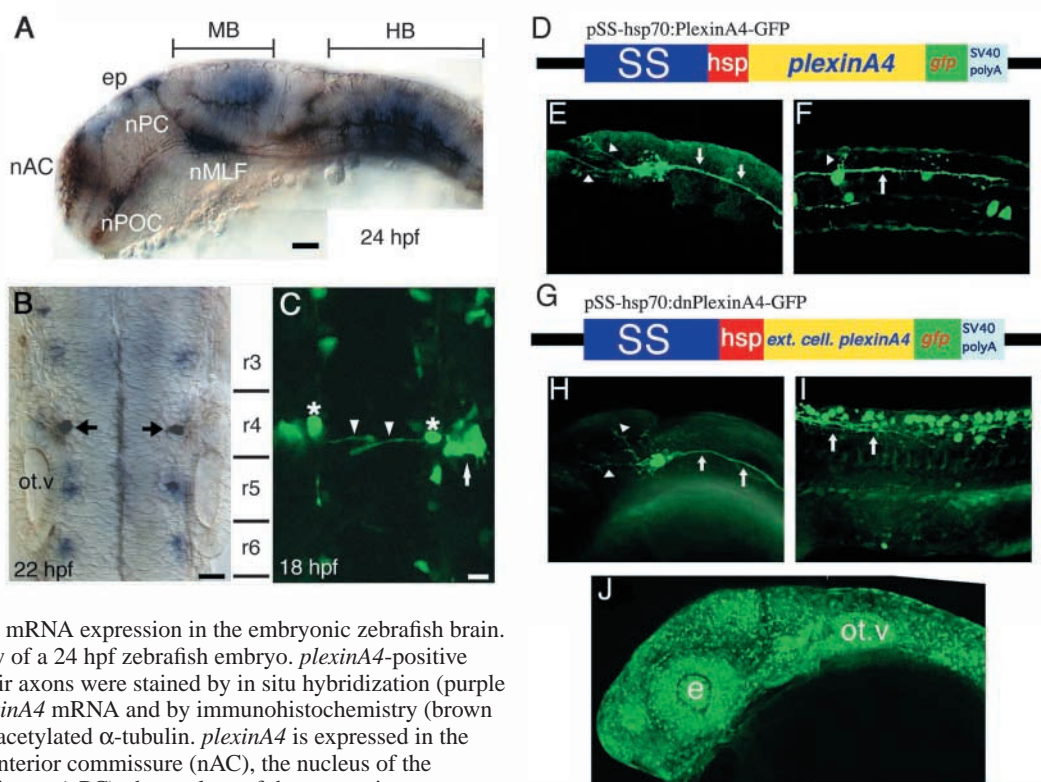 A
MB
HB
ep
nPC
nAC
nMLF
nPOC
24 hpf
B
ot.v
22 hpf
r3
r4
r5
r6
C
*
*
18 hpf
D
pSS-hsp70:PlexinA4-GFP
SS
hsp
plexinA4
gfp
SV40
polyA
E
F
G
pSS-hsp70:dnPlexinA4-GFP
SS
hsp
ext. cell. plexinA4
gfp
SV40
polyA
H
I
J
e
ot.v
mRNA expression in the embryonic zebrafish brain.
of a 24 hpf zebrafish embryo. plexinA4-positive
axons were stained by in situ hybridization (purple
mRNA and by immunohistochemistry (brown
acetylated α-tubulin. plexinA4 is expressed in the
anterior commissure (nAC), the nucleus of the